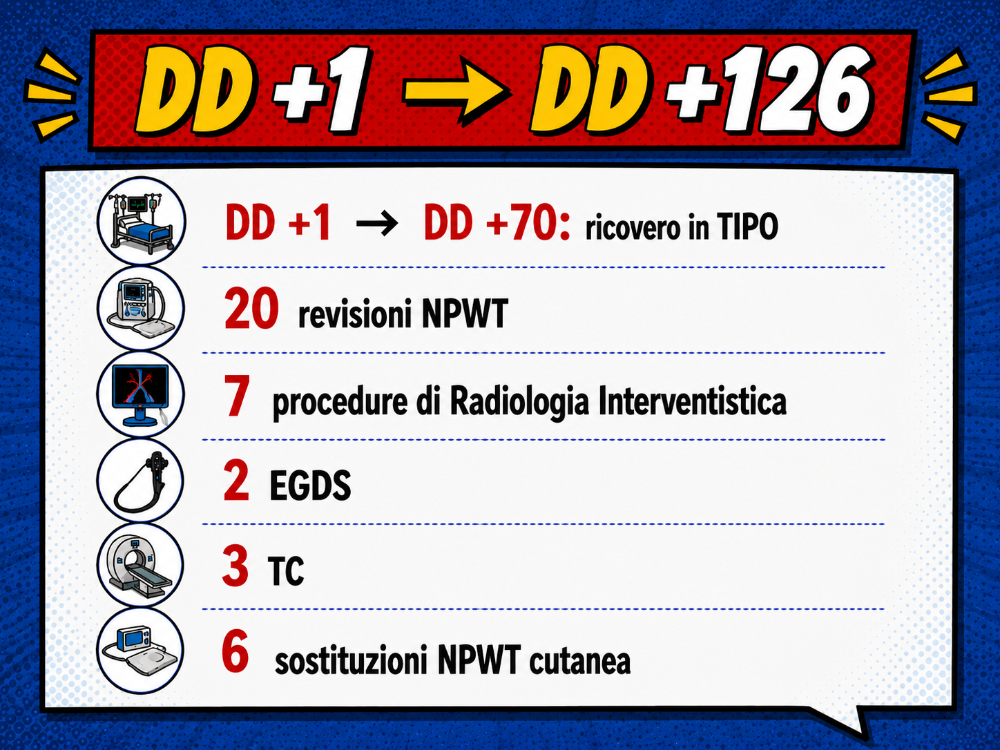 DD +1 → DD +126
DD +1 → DD +70: ricovero in TIPO
20 revisioni NPWT
7 procedure di Radiologia Interventistica
2 EGDS
3 TC
6 sostituzioni NPWT cutanea